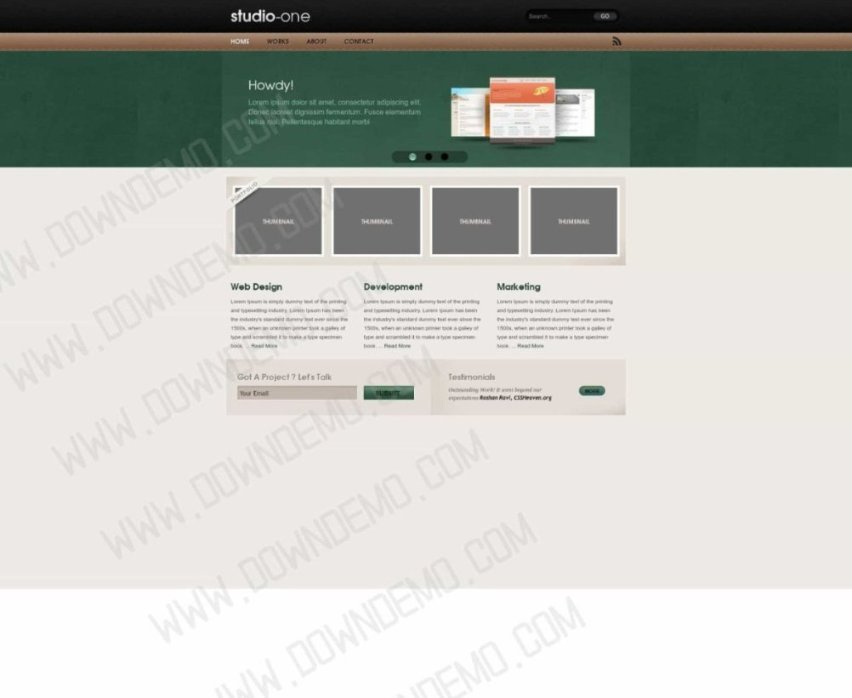 studio-one
Search...
GO
HOME WORKS ABOUT CONTACT
Howdy!
Lorem ipsum dolor sit amet, consectetur adipiscing elit.
Donec laoreet dignissim fermentum. Fusce elementum
tellus nisl. Pellentesque habitant morbi
PORTFOLIO
THUMBNAIL THUMBNAIL THUMBNAIL THUMBNAIL
Web Design
Lorem Ipsum is simply dummy text of the printing
and typesetting industry. Lorem Ipsum has been
the industry's standard dummy text ever since the
1500s, when an unknown printer took a galley of
type and scrambled it to make a type specimen
book. ... Read More
Development
Lorem Ipsum is simply dummy text of the printing
and typesetting industry. Lorem Ipsum has been
the industry's standard dummy text ever since the
1500s, when an unknown printer took a galley of
type and scrambled it to make a type specimen
book. ... Read More
Marketing
Lorem Ipsum is simply dummy text of the printing
and typesetting industry. Lorem Ipsum has been
the industry's standard dummy text ever since the
1500s, when an unknown printer took a galley of
type and scrambled it to make a type specimen
book. ... Read More
Got A Project ? Let's Talk
Your Email
SUBMIT
Testimonials
Outstanding Work! It went beyond our
expectations Roshan Ravi, CSSHeaven.org
MORE
WWW.DOWNDEMO.COM
WWW.DOWNDEMO.COM
WWW.DOWNDEMO.COM
WWW.DOWNDEMO.COM
WWW.DOWNDEMO.COM
WWW.DOWNDEMO.COM